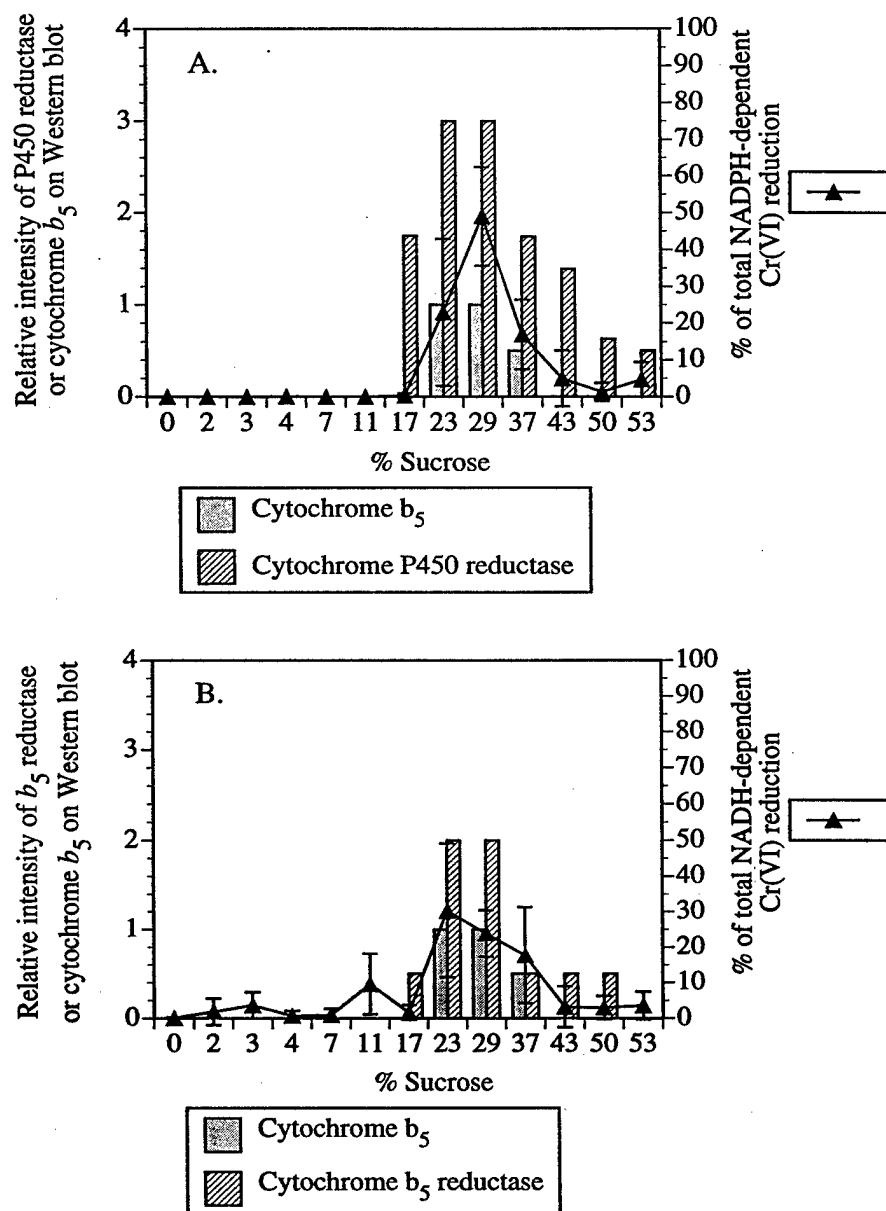 Relative intensity of P450 reductase
or cytochrome b5 on Western blot
4
3
2
1
0
A.
100
90
80
70
60
50
40
30
20
10
0
% of total NADPH-dependent
Cr(VI) reduction
0 2 3 4 7 11 17 23 29 37 43 50 53
% Sucrose
Cytochrome b5
Cytochrome P450 reductase
Relative intensity of b5 reductase
or cytochrome b5 on Western blot
4
3
2
1
0
B.
100
90
80
70
60
50
40
30
20
10
0
% of total NADH-dependent
Cr(VI) reduction
0 2 3 4 7 11 17 23 29 37 43 50 53
% Sucrose
Cytochrome b5
Cytochrome b5 reductase